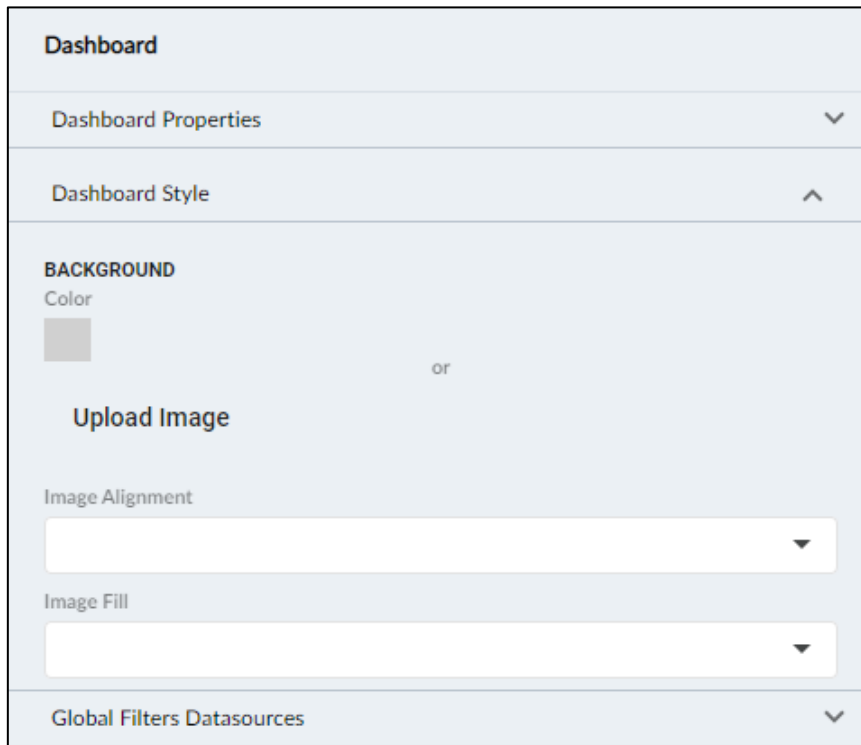 Dashboard
Dashboard Properties
Dashboard Style
BACKGROUND
Color
or
Upload Image
Image Alignment
Image Fill
Global Filters Datasources